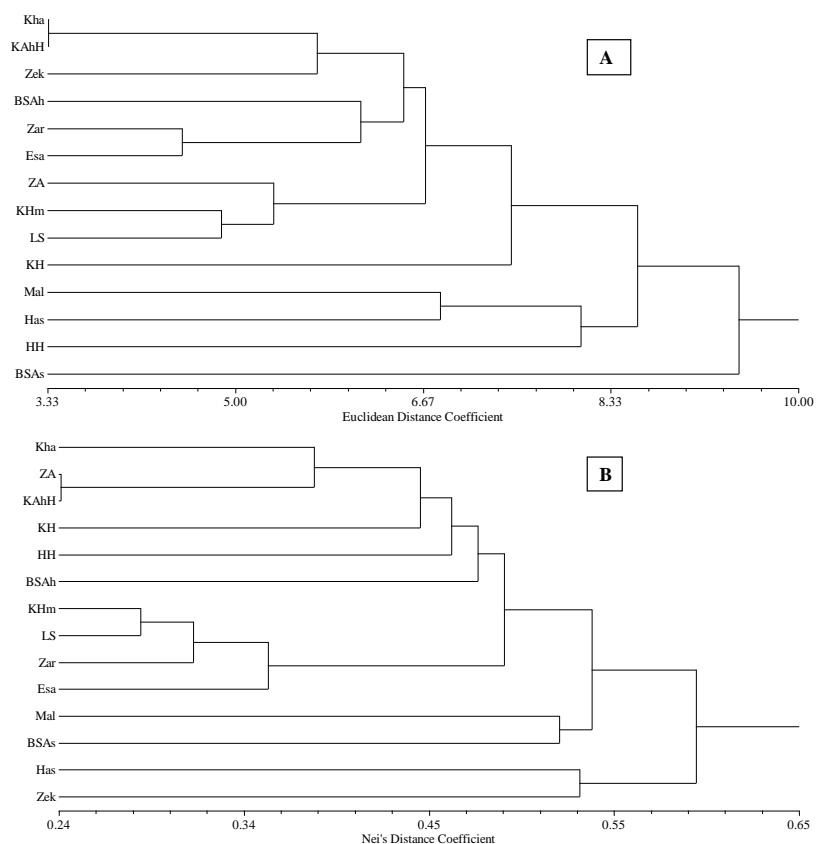 Kha
KAhH
A
Zek
BSAh
Zar
Esa
ZA
KHm
LS
KH
Mal
Has
HH
BSAs
3.33 5.00 6.67 8.33 10.00
Euclidean Distance Coefficient
Kha
ZA
B
KAhH
KH
HH
BSAh
KHm
LS
Zar
Esa
Mal
BSAs
Has
Zek
0.24 0.34 0.45 0.55 0.65
Nei's Distance Coefficient